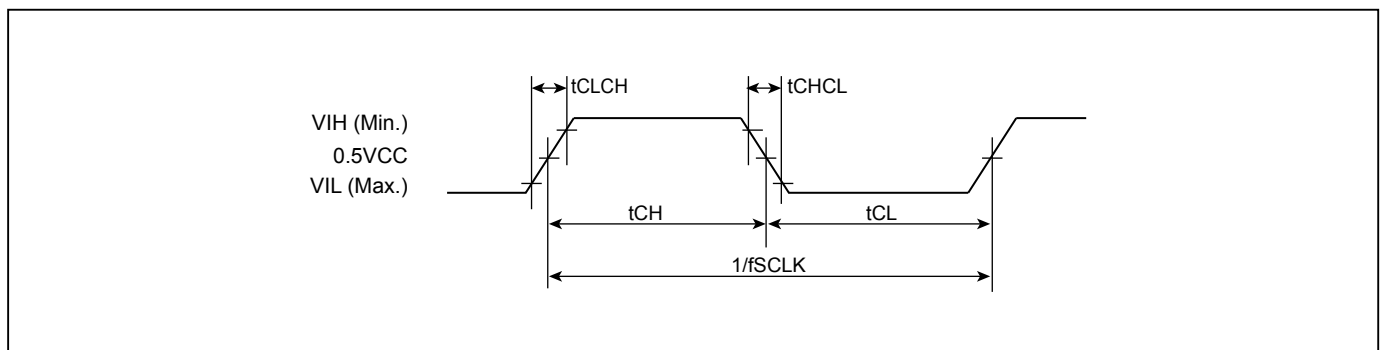 tCLCH
tCHCL
VIH (Min.)
0.5VCC
VIL (Max.)
tCH
tCL
1/fSCLK